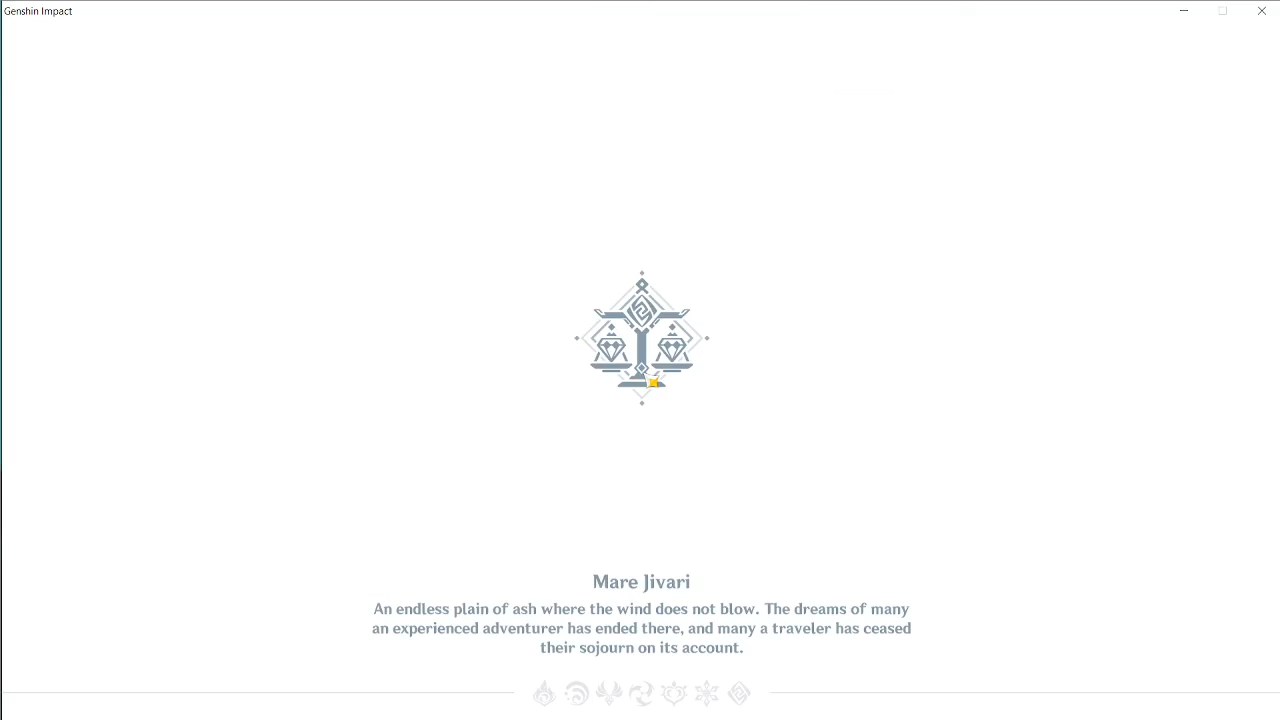 Genshin Impact
Mare Jivari
An endless plain of ash where the wind does not blow. The dreams of many
an experienced adventurer has ended there, and many a traveler has ceased
their sojourn on its account.